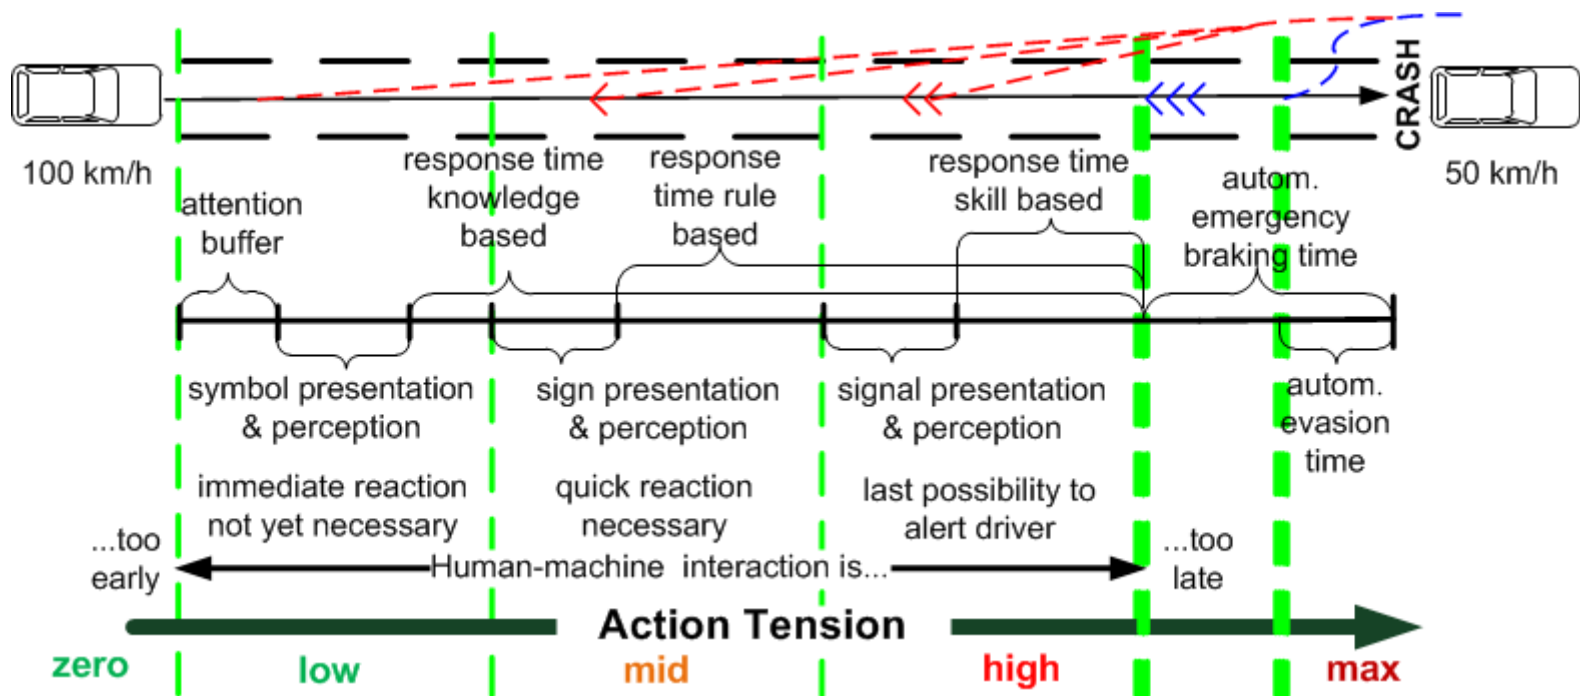 100 km/h
CRASH
50 km/h
attention
buffer
response time
knowledge
based
response
time rule
based
response time
skill based
autom.
emergency
braking time
symbol presentation
& perception
sign presentation
& perception
signal presentation
& perception
autom.
evasion
time
immediate reaction
not yet necessary
quick reaction
necessary
last possibility to
alert driver
...too
early
Human-machine interaction is...
...too
late
Action Tension
zero
low
mid
high
max